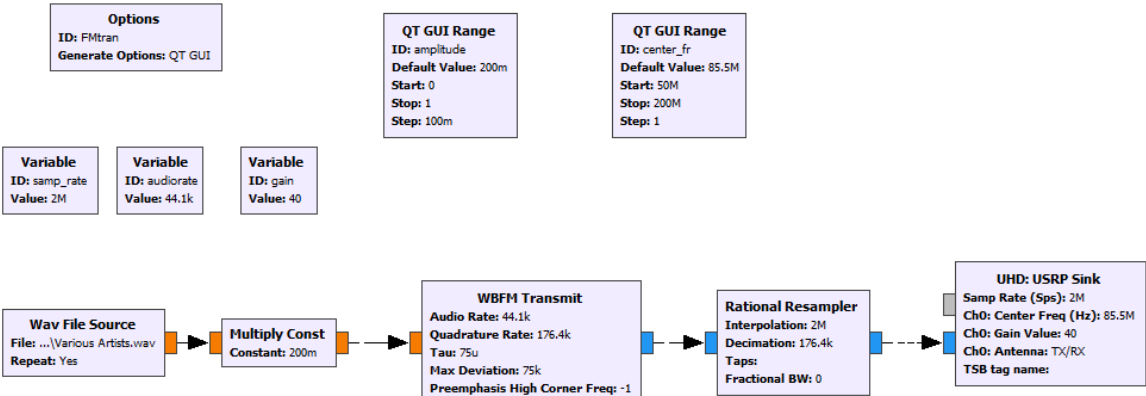 Options
ID: FMtran
Generate Options: QT GUI
QT GUI Range
ID: amplitude
Default Value: 200m
Start: 0
Stop: 1
Step: 100m
QT GUI Range
ID: center_fr
Default Value: 85.5M
Start: 50M
Stop: 200M
Step: 1
Variable
ID: samp_rate
Value: 2M
Variable
ID: audiorate
Value: 44.1k
Variable
ID: gain
Value: 40
Wav File Source
File: ...\Various Artists.wav
Repeat: Yes
Multiply Const
Constant: 200m
WBFM Transmit
Audio Rate: 44.1k
Quadrature Rate: 176.4k
Tau: 75u
Max Deviation: 75k
Preemphasis High Corner Freq: -1
Rational Resampler
Interpolation: 2M
Decimation: 176.4k
Taps:
Fractional BW: 0
UHD: USRP Sink
Samp Rate (Sps): 2M
Ch0: Center Freq (Hz): 85.5M
Ch0: Gain Value: 40
Ch0: Antenna: TX/RX
TSB tag name: